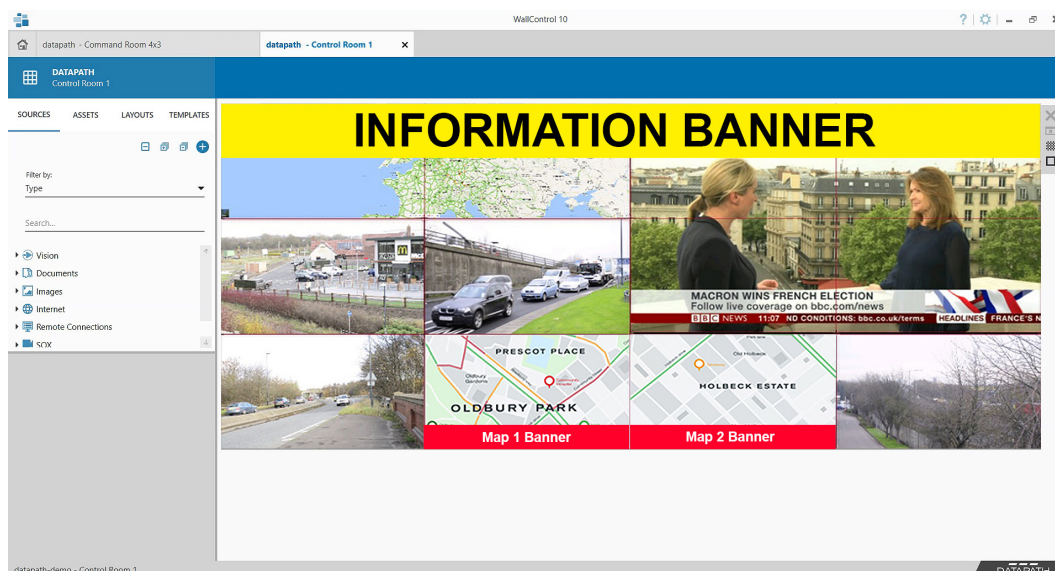 WallControl 10
datapath - Command Room 4x3
datapath - Control Room 1
DATAPATH
Control Room 1
SOURCES ASSETS LAYOUTS TEMPLATES
Filter by:
Type
Search...
Vision
Documents
Images
Internet
Remote Connections
SOX
INFORMATION BANNER
MACRON WINS FRENCH ELECTION
Follow live coverage on bbc.com/news
BBC NEWS 11:07 ND CONDITIONS: bbc.co.uk/terms HEADLINES FRANCE'S N
PRESCOT PLACE
Oldbury
Gardens
OLDBURY PARK
Map 1 Banner
Old Holbeck
HOLBECK ESTATE
Map 2 Banner
datapath-demo - Control Room 1
DATAPATH